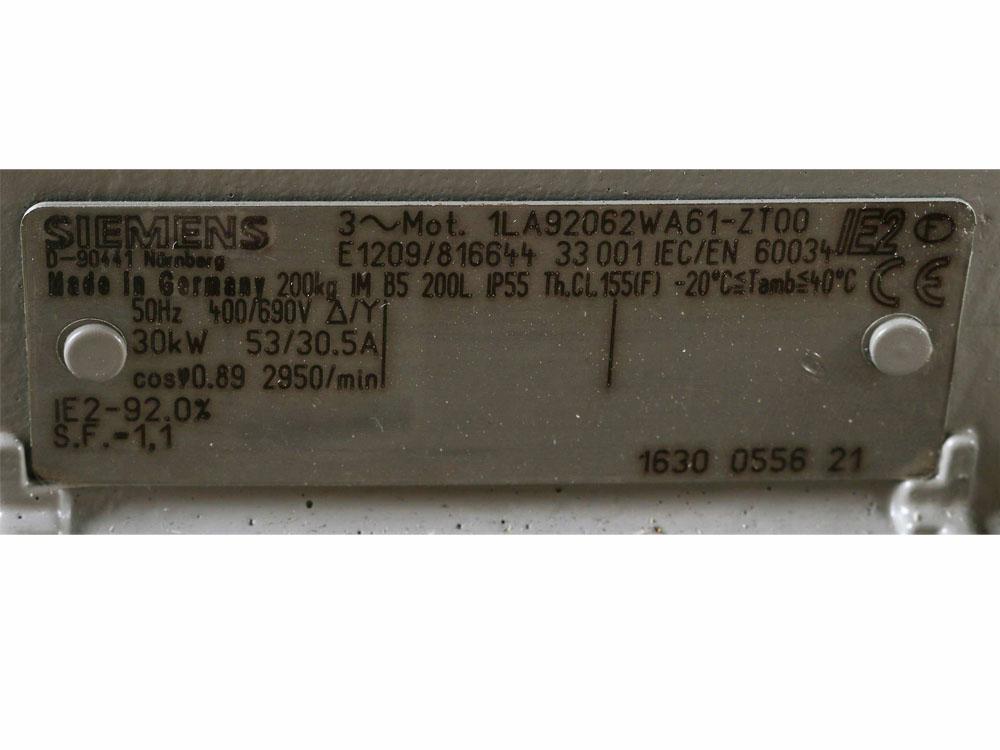 SIEMENS 3~Mot. 1LA92062WA61-ZT00 IE2 F
D-90441 Nürnberg E1209/816644 33 001 IEC/EN 60034
Made in Germany 200kg IM B5 200L IP55 Th.Cl.155(F) -20°C≦Tamb≦40°C CE
50Hz 400/690V Δ/Y
30kW 53/30.5A
cosφ0.89 2950/min
IE2-92.0%
S.F.-1,1
1630 0556 21